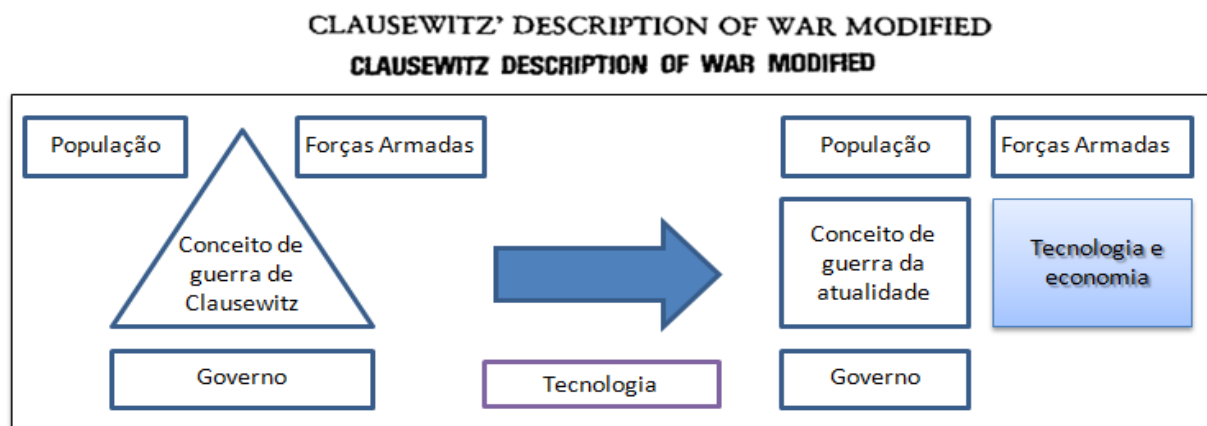 CLAUSEWITZ' DESCRIPTION OF WAR MODIFIED
CLAUSEWITZ DESCRIPTION OF WAR MODIFIED
População
Forças Armadas
Conceito de
guerra de
Clausewitz
Governo
Tecnologia
População
Forças Armadas
Conceito de
guerra da
atualidade
Tecnologia e
economia
Governo